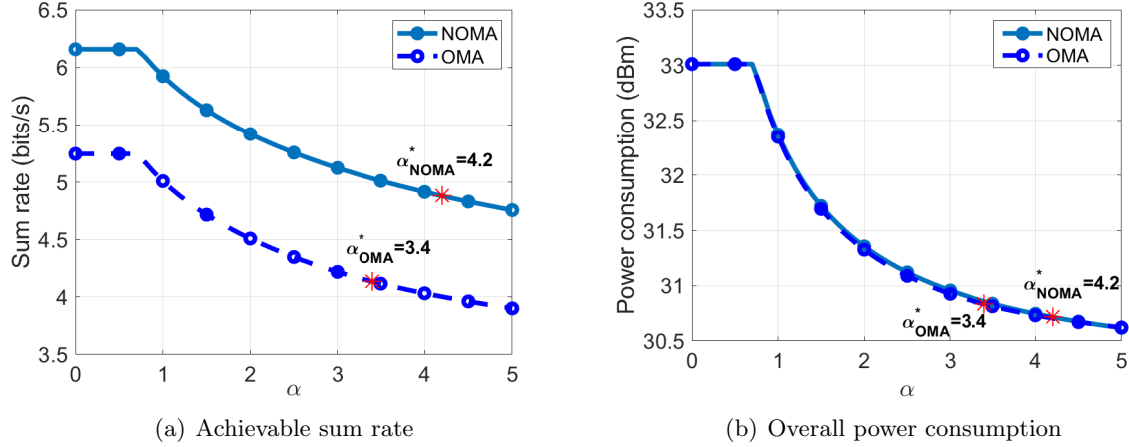 6.5
6
5.5
5
4.5
4
3.5
Sum rate (bits/s)
NOMA
OMA
α*NOMA=4.2
α*OMA=3.4
0 1 2 3 4 5
α
(a) Achievable sum rate
33.5
33
32.5
32
31.5
31
30.5
Power consumption (dBm)
NOMA
OMA
α*NOMA=4.2
α*OMA=3.4
0 1 2 3 4 5
α
(b) Overall power consumption